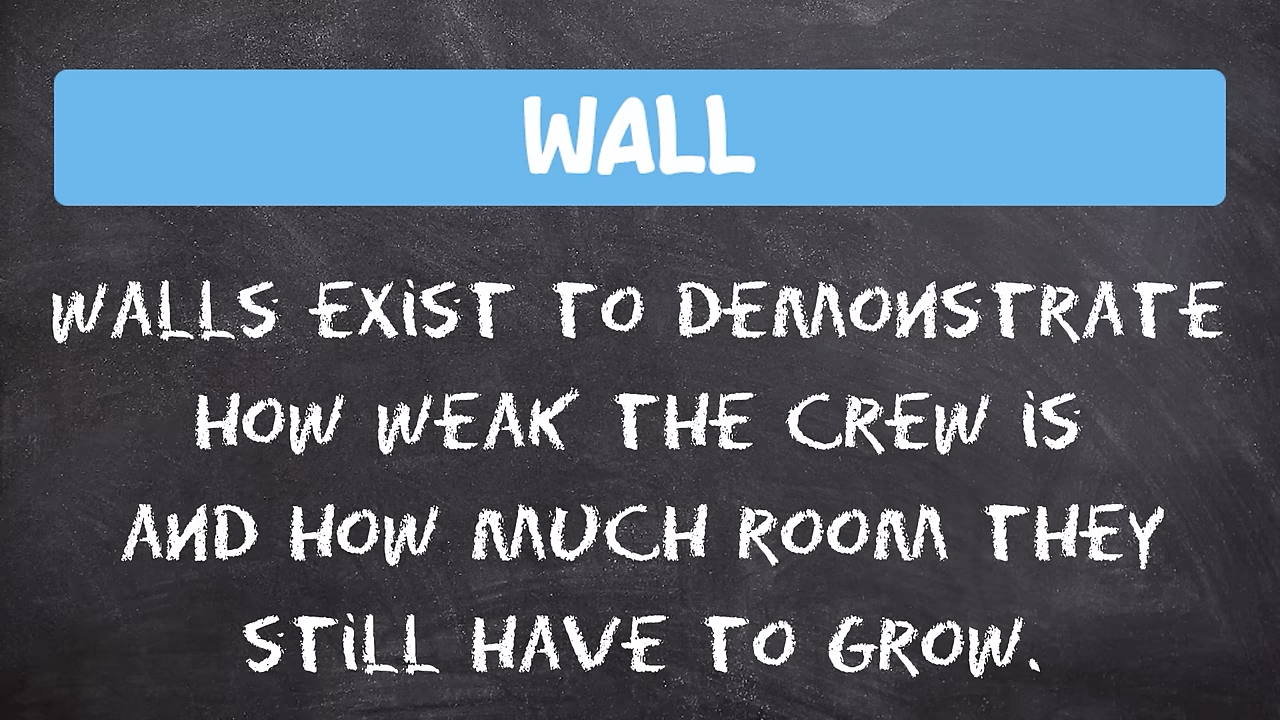 WALL
WALLS EXiST TO DEMONSTRATE
HOW WEAK THE CREW iS
AND HOW MUCH ROOM THEY
STiLL HAVE TO GROW.